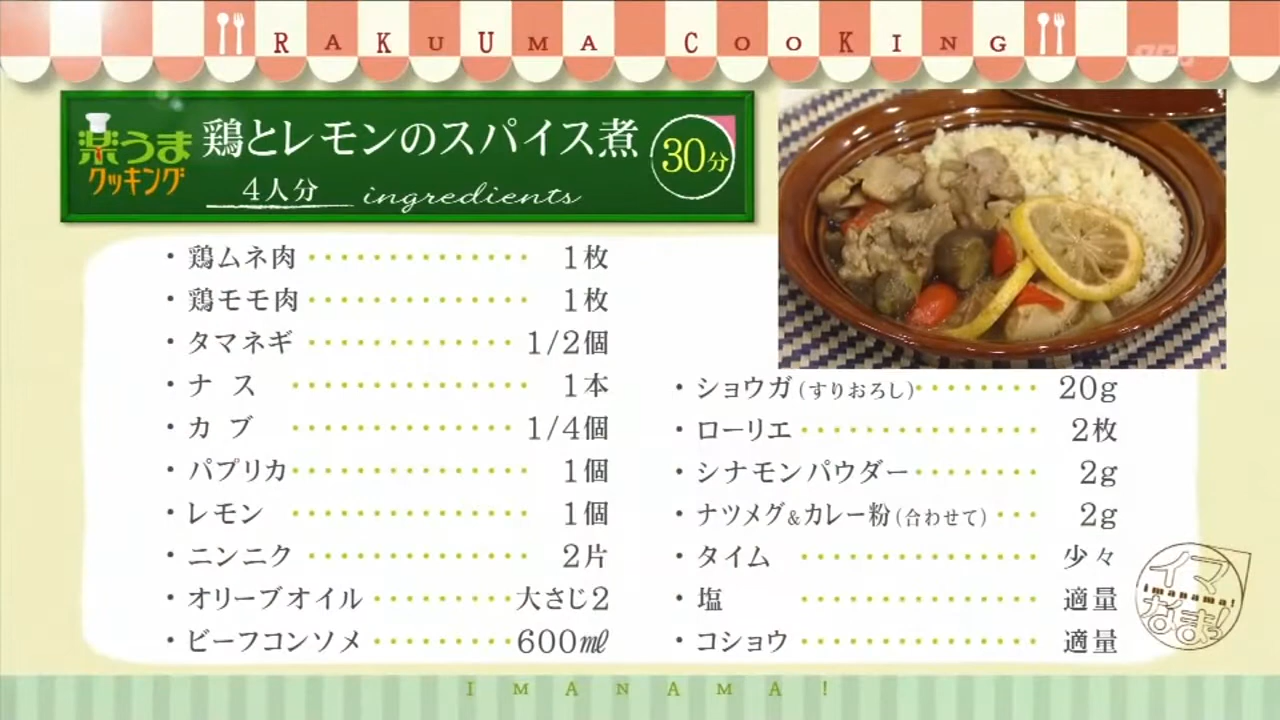 RAKUUMA COOKING
楽うまクッキング
鶏とレモンのスパイス煮
30分
4人分 ingredients
・鶏ムネ肉 1枚
・鶏モモ肉 1枚
・タマネギ 1/2個
・ナス 1本
・カブ 1/4個
・パプリカ 1個
・レモン 1個
・ニンニク 2片
・オリーブオイル 大さじ2
・ビーフコンソメ 600㎖
・ショウガ(すりおろし) 20g
・ローリエ 2枚
・シナモンパウダー 2g
・ナツメグ&カレー粉(合わせて) 2g
・タイム 少々
・塩 適量
・コショウ 適量
イマなまっ!
imanama!
IMANAMA!